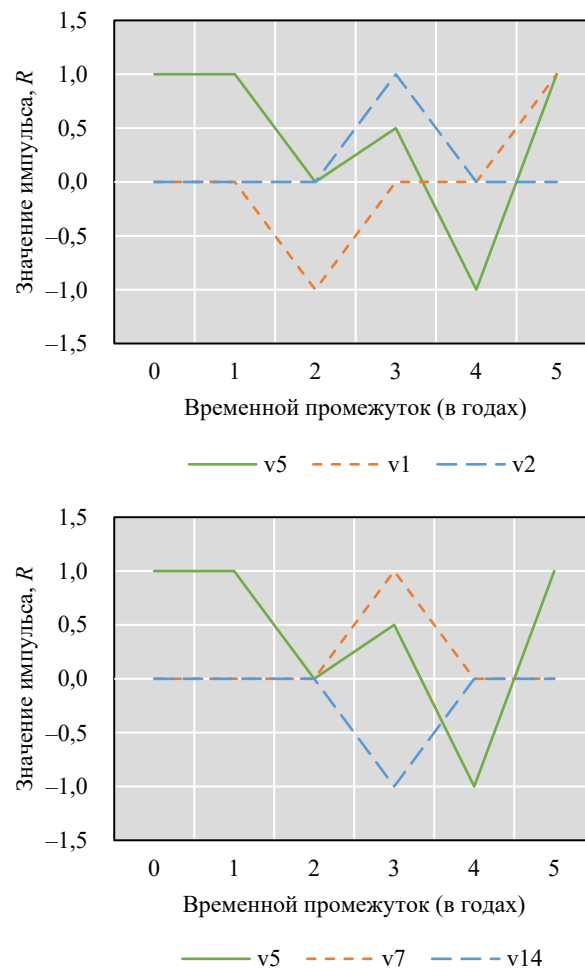 1,5
1,0
0,5
0,0
–0,5
–1,0
–1,5
Значение импульса, R
0 1 2 3 4 5
Временной промежуток (в годах)
v5 v1 v2
1,5
1,0
0,5
0,0
–0,5
–1,0
–1,5
Значение импульса, R
0 1 2 3 4 5
Временной промежуток (в годах)
v5 v7 v14